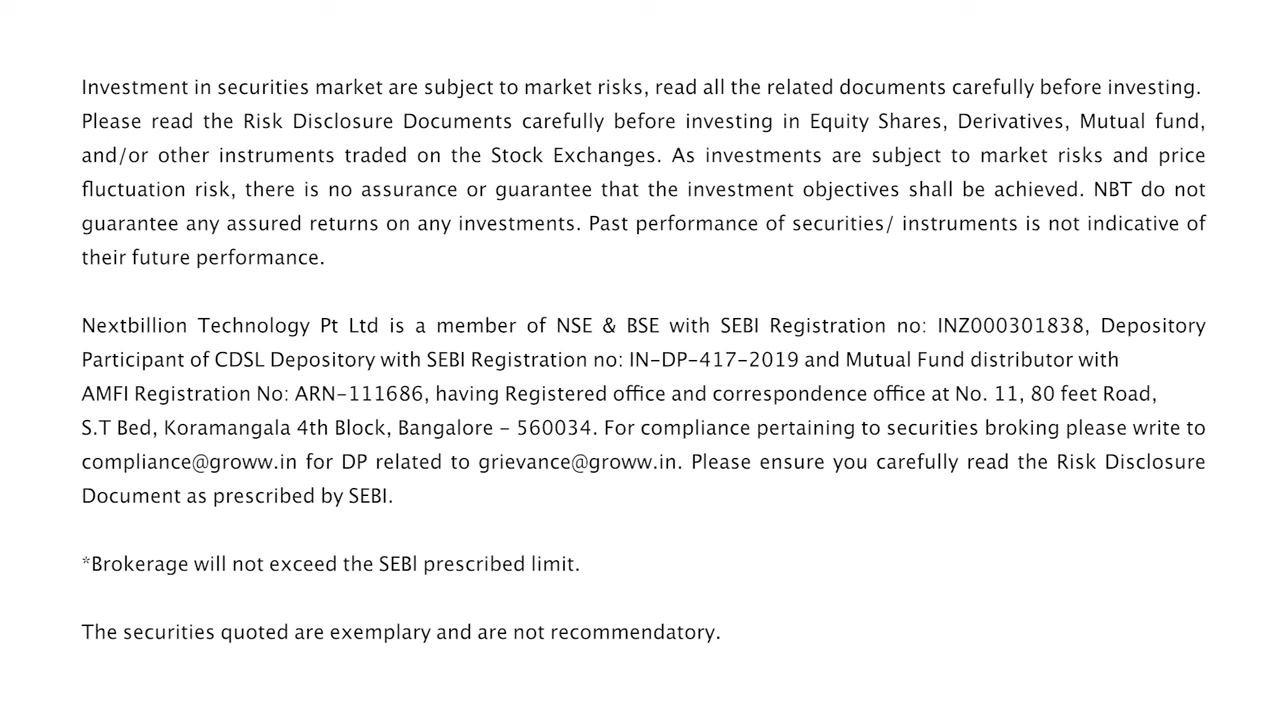 Investment in securities market are subject to market risks, read all the related documents carefully before investing.
Please read the Risk Disclosure Documents carefully before investing in Equity Shares, Derivatives, Mutual fund,
and/or other instruments traded on the Stock Exchanges. As investments are subject to market risks and price
fluctuation risk, there is no assurance or guarantee that the investment objectives shall be achieved. NBT do not
guarantee any assured returns on any investments. Past performance of securities/ instruments is not indicative of
their future performance.
Nextbillion Technology Pt Ltd is a member of NSE & BSE with SEBI Registration no: INZ000301838, Depository
Participant of CDSL Depository with SEBI Registration no: IN-DP-417-2019 and Mutual Fund distributor with
AMFI Registration No: ARN-111686, having Registered office and correspondence office at No. 11, 80 feet Road,
S.T Bed, Koramangala 4th Block, Bangalore - 560034. For compliance pertaining to securities broking please write to
compliance@groww.in for DP related to grievance@groww.in. Please ensure you carefully read the Risk Disclosure
Document as prescribed by SEBI.
*Brokerage will not exceed the SEBl prescribed limit.
The securities quoted are exemplary and are not recommendatory.